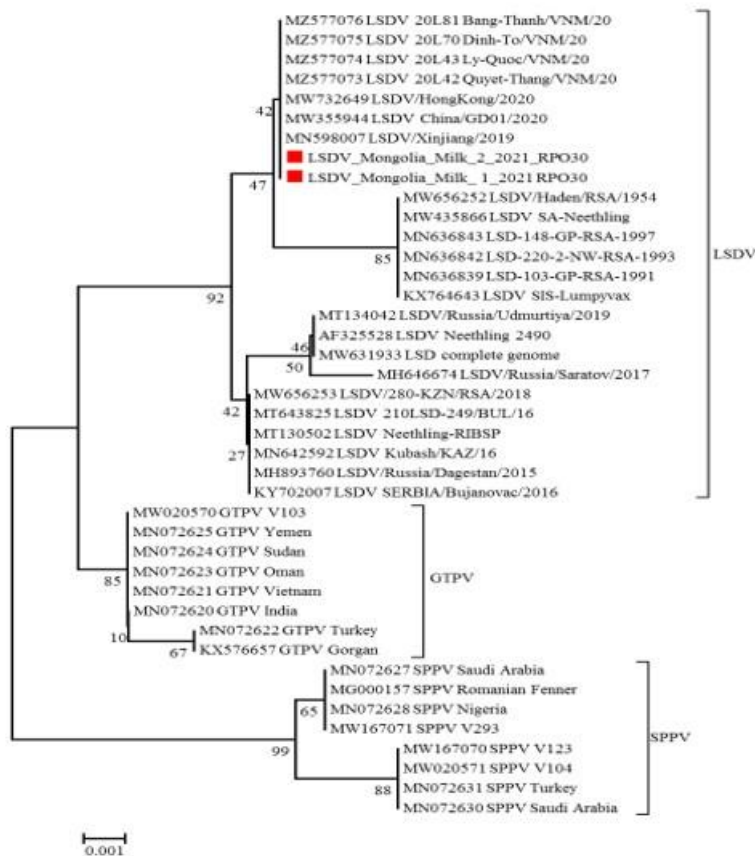 MZ577076 LSDV 20L81 Bang-Thanh/VNM/20
MZ577075 LSDV 20L70 Dinh-To/VNM/20
MZ577074 LSDV 20L43 Ly-Quoc/VNM/20
MZ577073 LSDV 20L42 Quyet-Thang/VNM/20
42
MW732649 LSDV/HongKong/2020
MW355944 LSDV China/GD01/2020
MN598007 LSDV/Xinjiang/2019
LSDV_Mongolia_Milk_2_2021_RPO30
47
LSDV_Mongolia_Milk_ 1_2021 RPO30
MW656252 LSDV/Haden/RSA/1954
MW435866 LSDV SA-Neethling
MN636843 LSD-148-GP-RSA-1997
LSDV
85
MN636842 LSD-220-2-NW-RSA-1993
MN636839 LSD-103-GP-RSA-1991
92
KX764643 LSDV SIS-Lumpyvax
MT134042 LSDV/Russia/Udmurtiya/2019
AF325528 LSDV Neethling 2490
46
MW631933 LSD complete genome
50
MH646674 LSDV/Russia/Saratov/2017
MW656253 LSDV/280-KZN/RSA/2018
42
MT643825 LSDV 210LSD-249/BUL/16
MT130502 LSDV Neethling-RIBSP
27
MN642592 LSDV Kubash/KAZ/16
MH893760 LSDV/Russia/Dagestan/2015
KY702007 LSDV SERBIA/Bujanovac/2016
MW020570 GTPV V103
MN072625 GTPV Yemen
MN072624 GTPV Sudan
85
MN072623 GTPV Oman
GTPV
MN072621 GTPV Vietnam
MN072620 GTPV India
10
MN072622 GTPV Turkey
67
KX576657 GTPV Gorgan
MN072627 SPPV Saudi Arabia
MG000157 SPPV Romanian Fenner
65
MN072628 SPPV Nigeria
MW167071 SPPV V293
SPPV
99
MW167070 SPPV V123
MW020571 SPPV V104
88
MN072631 SPPV Turkey
MN072630 SPPV Saudi Arabia
0.001